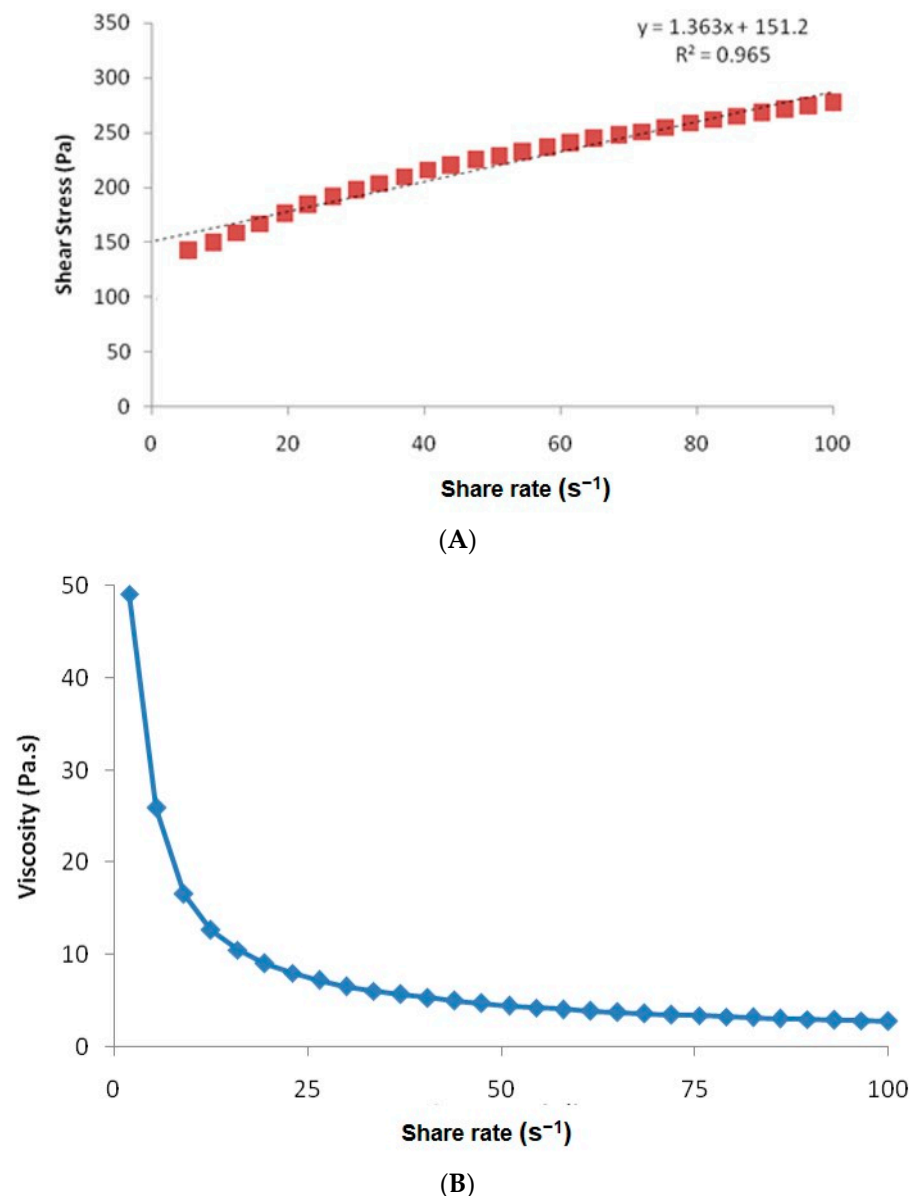 350
300
250
200
150
100
50
0
Shear Stress (Pa)
y = 1.363x + 151.2
R² = 0.965
0 20 40 60 80 100
Share rate (s⁻¹)
(A)
50
40
30
20
10
0
Viscosity (Pa.s)
0 25 50 75 100
Share rate (s⁻¹)
(B)